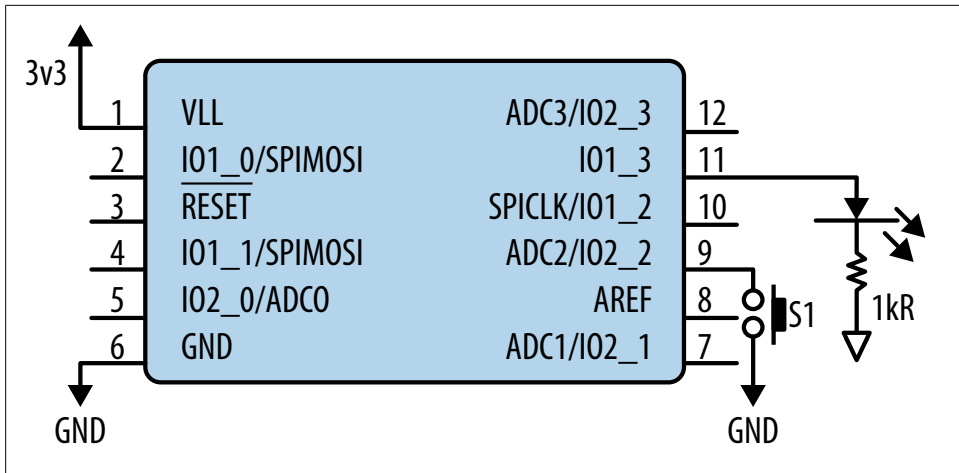 3v3
1 VLL ADC3/IO2_3 12
2 IO1_0/SPIMOSI IO1_3 11
3 RESET SPICLK/IO1_2 10
4 IO1_1/SPIMOSI ADC2/IO2_2 9
5 IO2_0/ADCO AREF 8 S1 1kR
6 GND ADC1/IO2_1 7
GND GND